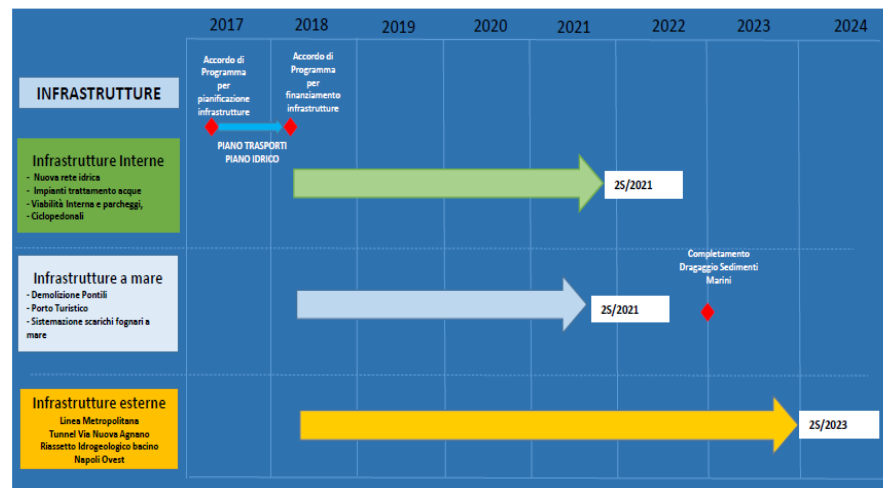 2017 2018 2019 2020 2021 2022 2023 2024
INFRASTRUTTURE
Accordo di
Programma
per
pianificazione
infrastrutture
Accordo di
Programma
per
finanziamento
infrastrutture
PIANO TRASPORTI
PIANO IDRICO
Infrastrutture Interne
- Nuova rete idrica
- Impianti trattamento acque
- Viabilità Interna e parcheggi,
- Ciclopedonali
2S/2021
Infrastrutture a mare
- Demolizione Pontili
- Porto Turistico
- Sistemazione scarichi fognari a
mare
2S/2021
Completamento
Dragaggio Sedimenti
Marini
Infrastrutture esterne
Linea Metropolitana
Tunnel Via Nuova Agnano
Riassetto Idrogeologico bacino
Napoli Ovest
2S/2023